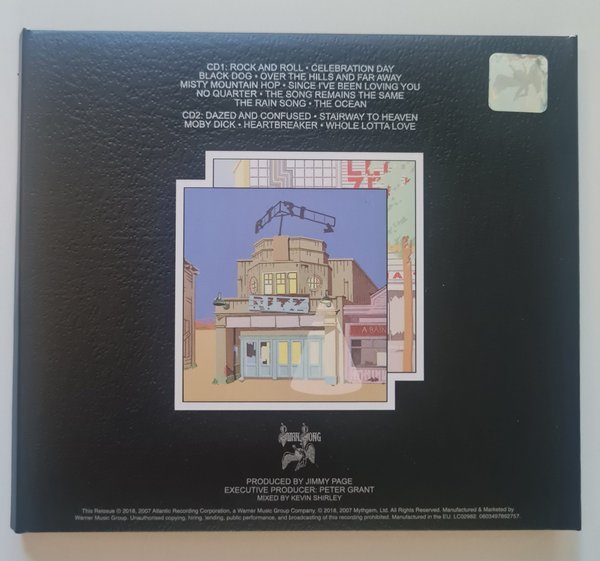 CD1: ROCK AND ROLL • CELEBRATION DAY
BLACK DOG • OVER THE HILLS AND FAR AWAY
MISTY MOUNTAIN HOP • SINCE I'VE BEEN LOVING YOU
NO QUARTER • THE SONG REMAINS THE SAME
THE RAIN SONG • THE OCEAN
CD2: DAZED AND CONFUSED • STAIRWAY TO HEAVEN
MOBY DICK • HEARTBREAKER • WHOLE LOTTA LOVE
RITZ
A BAIN
SWAN SONG
PRODUCED BY JIMMY PAGE
EXECUTIVE PRODUCER: PETER GRANT
MIXED BY KEVIN SHIRLEY
This Reissue ℗ 2018, 2007 Atlantic Recording Corporation, a Warner Music Group Company. © 2018, 2007 Mythgem, Ltd. All Rights Reserved. Manufactured & Marketed by
Warner Music Group. Unauthorised copying, hiring, lending, public performance, and broadcasting of this recording prohibited. Manufactured in the EU. LC02982. 0603497862757.